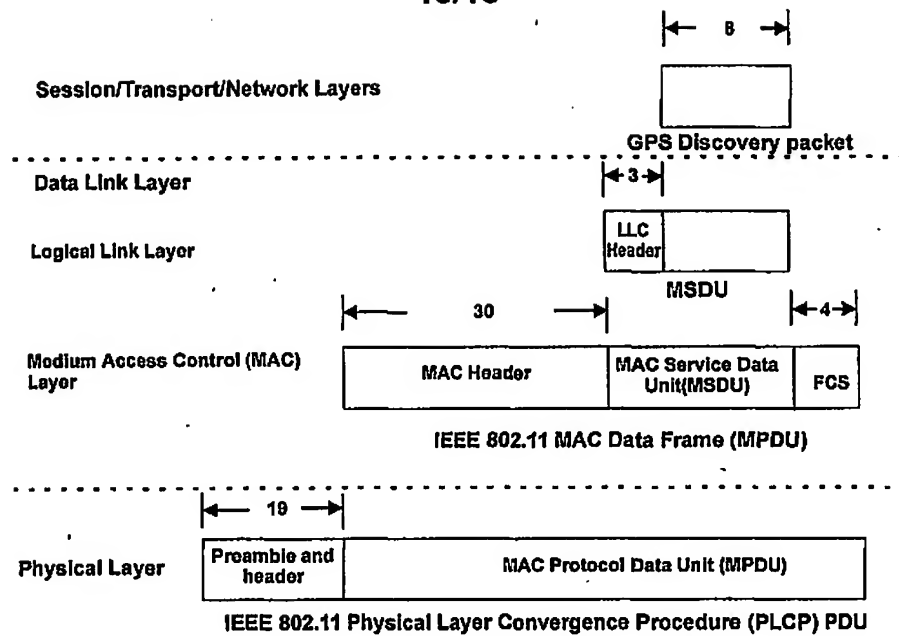 8
Session/Transport/Network Layers
GPS Discovery packet
Data Link Layer
3
LLC
Header
Logical Link Layer
MSDU
30
4
Medium Access Control (MAC)
Layer
MAC Header
MAC Service Data
Unit(MSDU)
FCS
IEEE 802.11 MAC Data Frame (MPDU)
19
Physical Layer
Preamble and
header
MAC Protocol Data Unit (MPDU)
IEEE 802.11 Physical Layer Convergence Procedure (PLCP) PDU